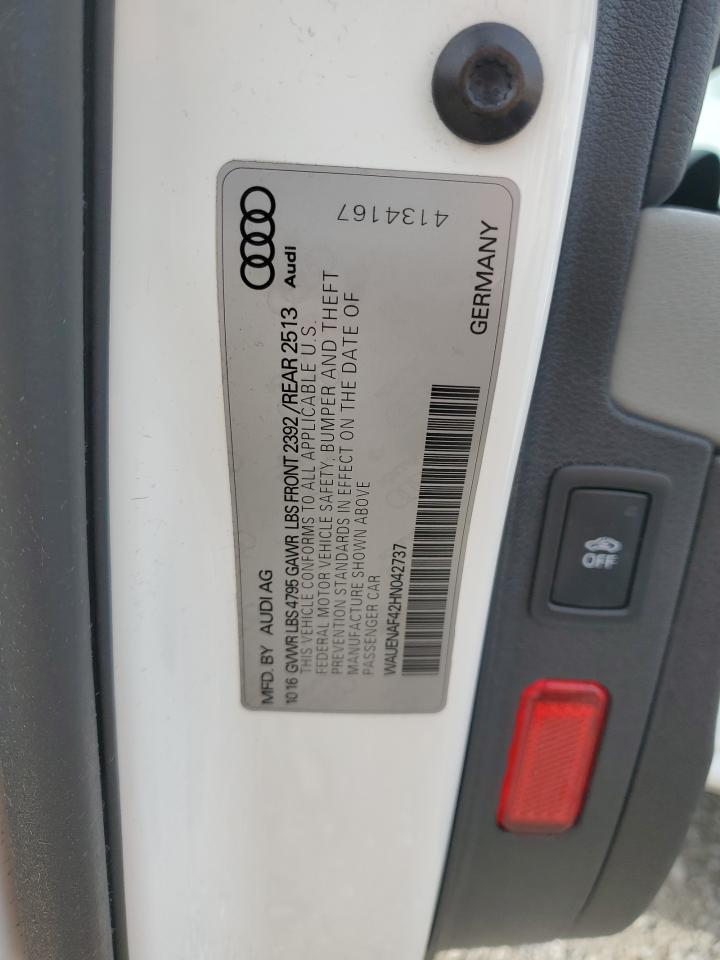 Audi
4134167
MFD. BY AUDI AG
10 16 GVWR LBS 4795 GAWR LBS FRONT 2392 / REAR 2513
THIS VEHICLE CONFORMS TO ALL APPLICABLE U.S.
FEDERAL MOTOR VEHICLE SAFETY, BUMPER AND THEFT
PREVENTION STANDARDS IN EFFECT ON THE DATE OF
MANUFACTURE SHOWN ABOVE
PASSENGER CAR
WAUENAF42HN042737
GERMANY
OFF